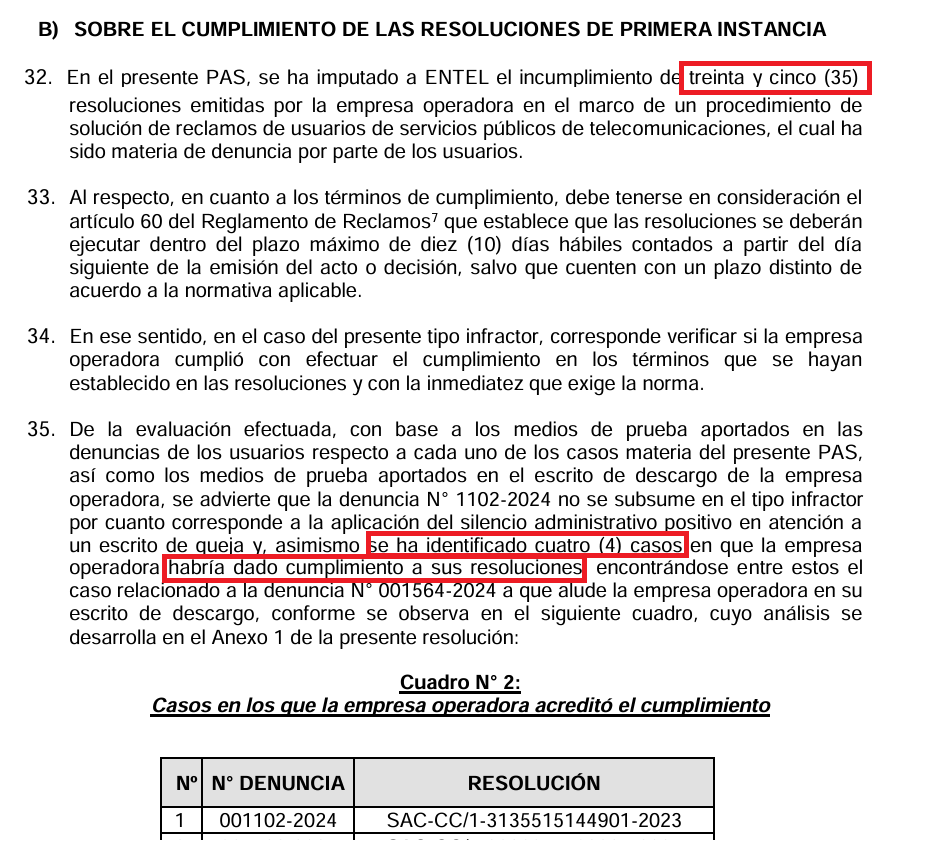 B) SOBRE EL CUMPLIMIENTO DE LAS RESOLUCIONES DE PRIMERA INSTANCIA
32. En el presente PAS, se ha imputado a ENTEL el incumplimiento de treinta y cinco (35)
resoluciones emitidas por la empresa operadora en el marco de un procedimiento de
solución de reclamos de usuarios de servicios públicos de telecomunicaciones, el cual ha
sido materia de denuncia por parte de los usuarios.
33. Al respecto, en cuanto a los términos de cumplimiento, debe tenerse en consideración el
artículo 60 del Reglamento de Reclamos⁷ que establece que las resoluciones se deberán
ejecutar dentro del plazo máximo de diez (10) días hábiles contados a partir del día
siguiente de la emisión del acto o decisión, salvo que cuenten con un plazo distinto de
acuerdo a la normativa aplicable.
34. En ese sentido, en el caso del presente tipo infractor, corresponde verificar si la empresa
operadora cumplió con efectuar el cumplimiento en los términos que se hayan
establecido en las resoluciones y con la inmediatez que exige la norma.
35. De la evaluación efectuada, con base a los medios de prueba aportados en las
denuncias de los usuarios respecto a cada uno de los casos materia del presente PAS,
así como los medios de prueba aportados en el escrito de descargo de la empresa
operadora, se advierte que la denuncia N° 1102-2024 no se subsume en el tipo infractor
por cuanto corresponde a la aplicación del silencio administrativo positivo en atención a
un escrito de queja y, asimismo se ha identificado cuatro (4) casos en que la empresa
operadora habría dado cumplimiento a sus resoluciones encontrándose entre estos el
caso relacionado a la denuncia N° 001564-2024 a que alude la empresa operadora en su
escrito de descargo, conforme se observa en el siguiente cuadro, cuyo análisis se
desarrolla en el Anexo 1 de la presente resolución:
Cuadro N° 2:
Casos en los que la empresa operadora acreditó el cumplimiento
Nº N° DENUNCIA RESOLUCIÓN
1 001102-2024 SAC-CC/1-3135515144901-2023